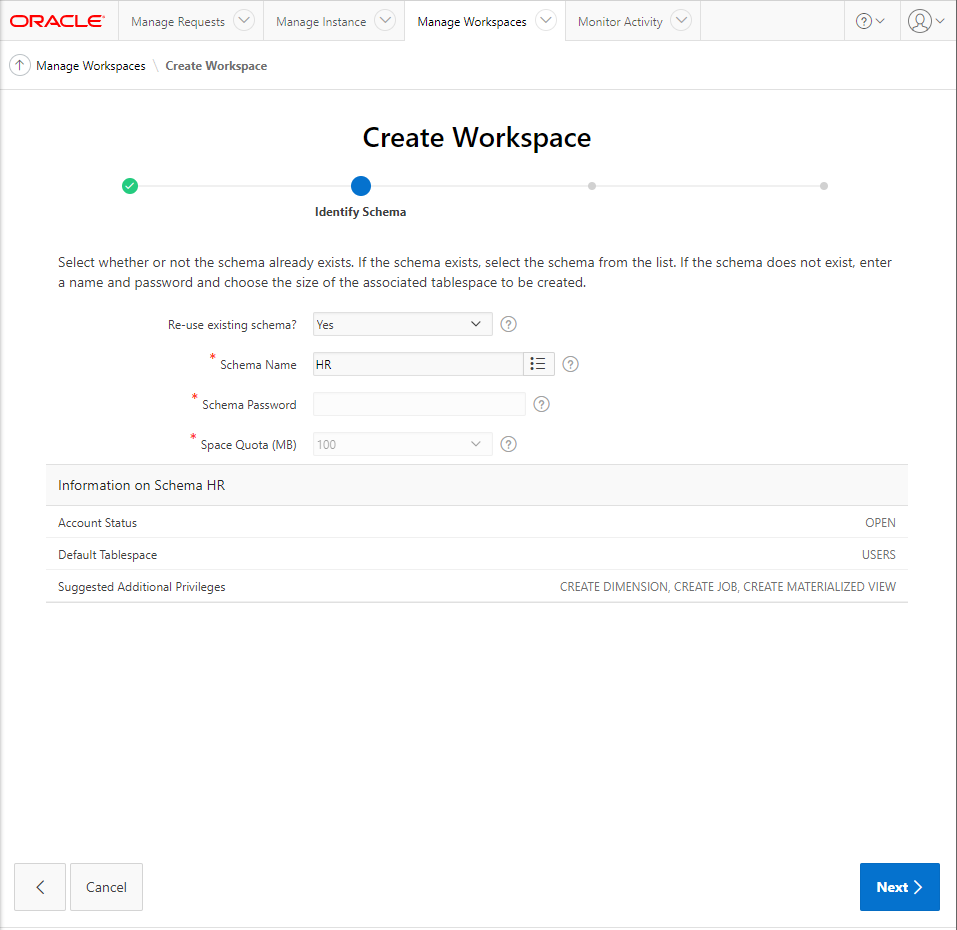 ORACLE
Manage Requests
Manage Instance
Manage Workspaces
Monitor Activity
Manage Workspaces \ Create Workspace
Create Workspace
Identify Schema
Select whether or not the schema already exists. If the schema exists, select the schema from the list. If the schema does not exist, enter
a name and password and choose the size of the associated tablespace to be created.
Re-use existing schema? Yes
* Schema Name HR
* Schema Password
* Space Quota (MB) 100
Information on Schema HR
Account Status OPEN
Default Tablespace USERS
Suggested Additional Privileges CREATE DIMENSION, CREATE JOB, CREATE MATERIALIZED VIEW
Cancel
Next